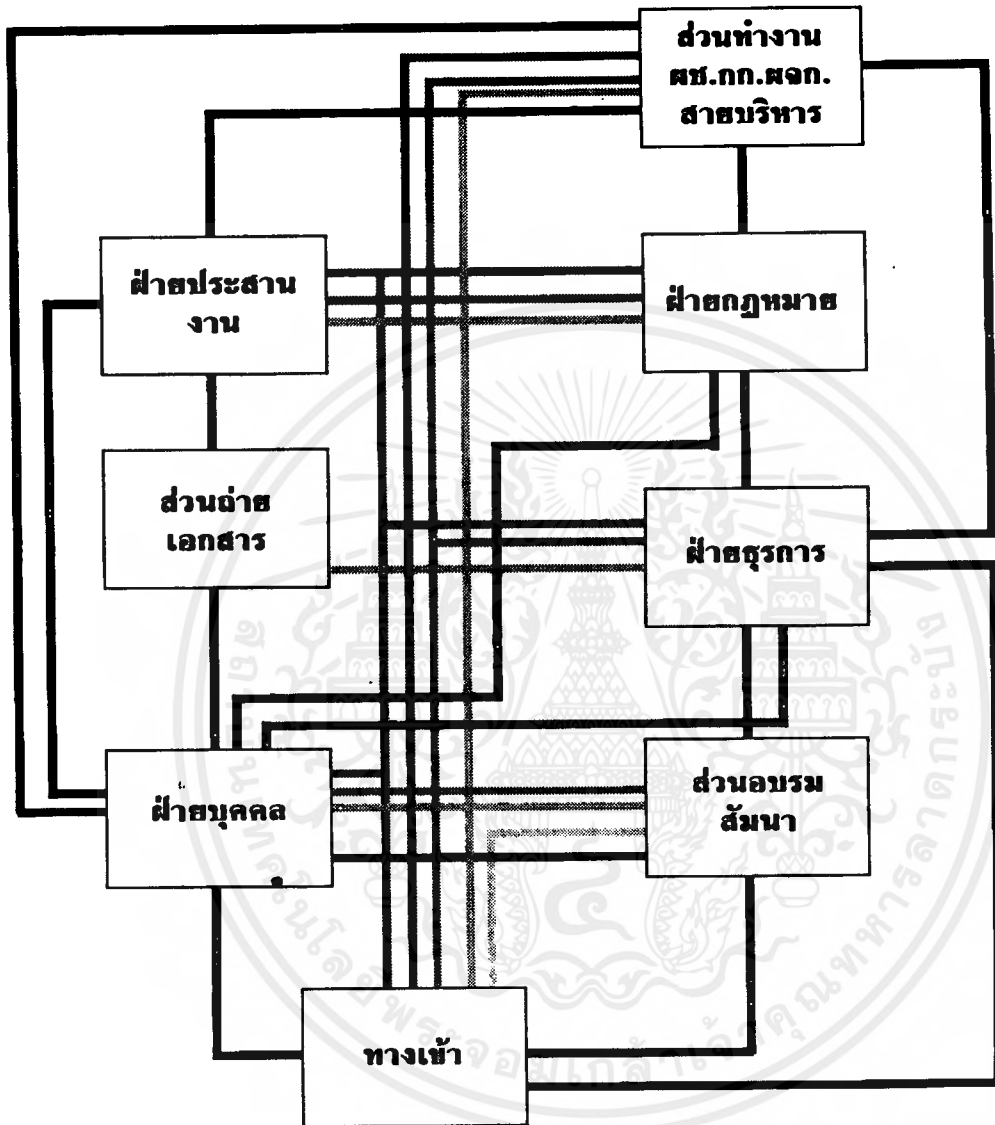 ส่วนทำงาน
ผช.กก.ผจก.
สายบริหาร
ฝ่ายประสาน
งาน
ฝ่ายกฎหมาย
ส่วนถ่าย
เอกสาร
ฝ่ายธุรการ
ฝ่ายบุคคล
ส่วนอบรม
สัมนา
ทางเข้า